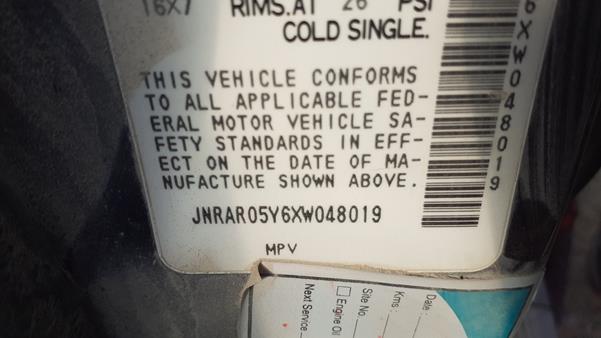 16X7 RIMS.AT 26 PSI
COLD SINGLE.
THIS VEHICLE CONFORMS
TO ALL APPLICABLE FED-
ERAL MOTOR VEHICLE SA-
FETY STANDARDS IN EFF-
ECT ON THE DATE OF MA-
NUFACTURE SHOWN ABOVE.
JNRAR05Y6XW048019
MPV
6XW048019
Date:
Kms:
Site No.
Engine Oil
Next Service